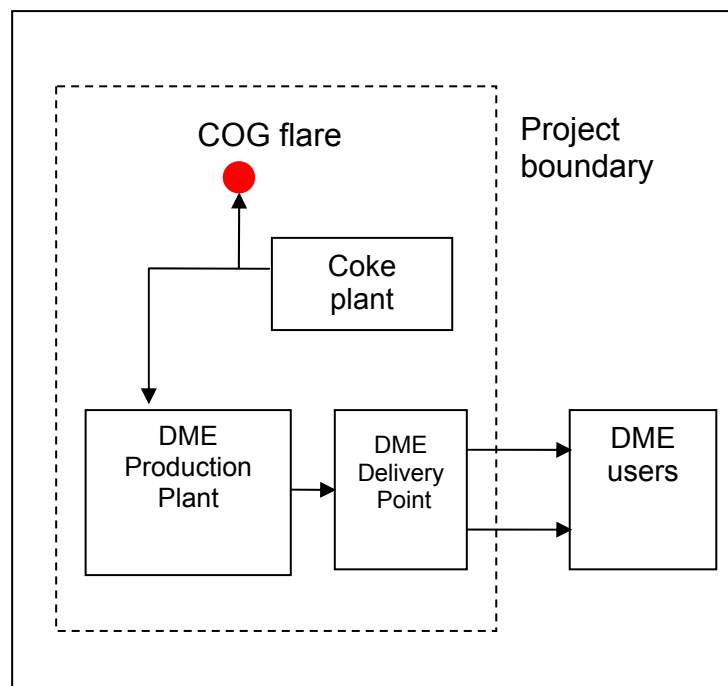 COG flare
Project
boundary
Coke
plant
DME
Production
Plant
DME
Delivery
Point
DME
users